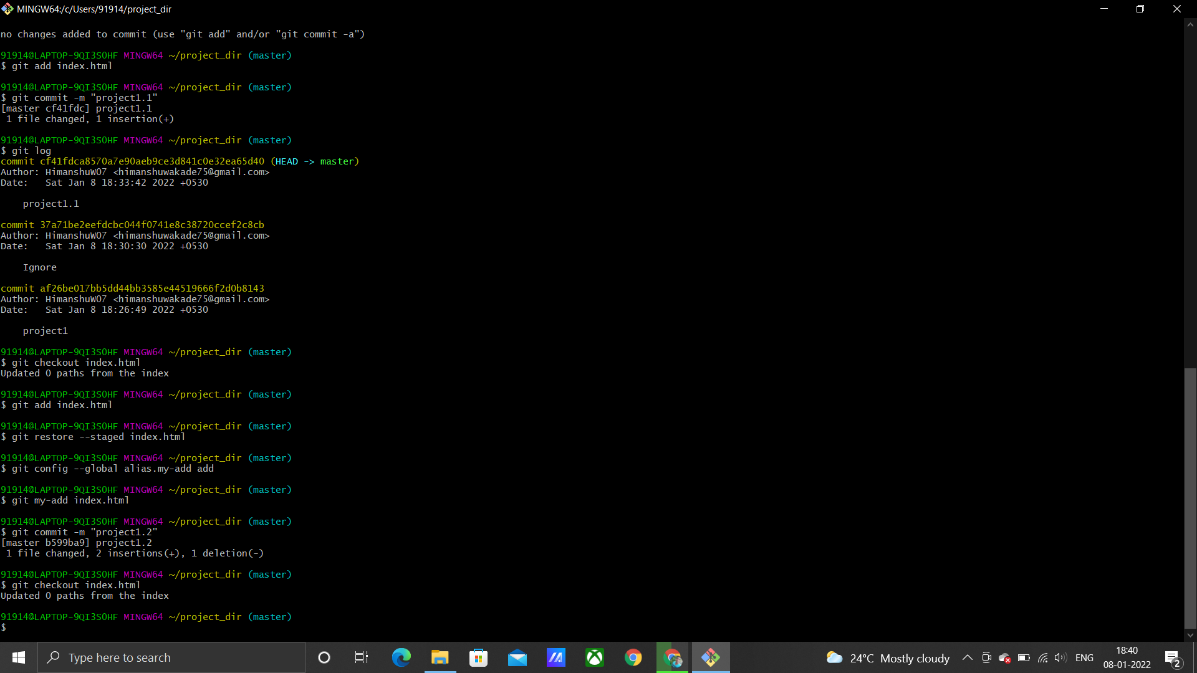 MINGW64:/c/Users/91914/project_dir
no changes added to commit (use "git add" and/or "git commit -a")
91914@LAPTOP-9QI3SOHF MINGW64 ~/project_dir (master)
$ git add index.html
91914@LAPTOP-9QI3SOHF MINGW64 ~/project_dir (master)
$ git commit -m "project1.1"
[master cf41fdc] project1.1
1 file changed, 1 insertion(+)
91914@LAPTOP-9QI3SOHF MINGW64 ~/project_dir (master)
$ git log
commit cf41fdca8570a7e90aeb9ce3d841c0e32ea65d40 (HEAD -> master)
Author: HimanshuW07 <himanshuwakade75@gmail.com>
Date:   Sat Jan 8 18:33:42 2022 +0530
project1.1
commit 37a71be2eefdcbc044f0741e8c38720ccef2c8cb
Author: HimanshuW07 <himanshuwakade75@gmail.com>
Date:   Sat Jan 8 18:30:30 2022 +0530
Ignore
commit af26be017bb5dd44bb3585e44519666f2d0b8143
Author: HimanshuW07 <himanshuwakade75@gmail.com>
Date:   Sat Jan 8 18:26:49 2022 +0530
project1
91914@LAPTOP-9QI3SOHF MINGW64 ~/project_dir (master)
$ git checkout index.html
Updated 0 paths from the index
91914@LAPTOP-9QI3SOHF MINGW64 ~/project_dir (master)
$ git add index.html
91914@LAPTOP-9QI3SOHF MINGW64 ~/project_dir (master)
$ git restore --staged index.html
91914@LAPTOP-9QI3SOHF MINGW64 ~/project_dir (master)
$ git config --global alias.my-add add
91914@LAPTOP-9QI3SOHF MINGW64 ~/project_dir (master)
$ git my-add index.html
91914@LAPTOP-9QI3SOHF MINGW64 ~/project_dir (master)
$ git commit -m "project1.2"
[master b599ba9] project1.2
1 file changed, 2 insertions(+), 1 deletion(-)
91914@LAPTOP-9QI3SOHF MINGW64 ~/project_dir (master)
$ git checkout index.html
Updated 0 paths from the index
91914@LAPTOP-9QI3SOHF MINGW64 ~/project_dir (master)
$
Type here to search
24°C Mostly cloudy
ENG
18:40
08-01-2022
2